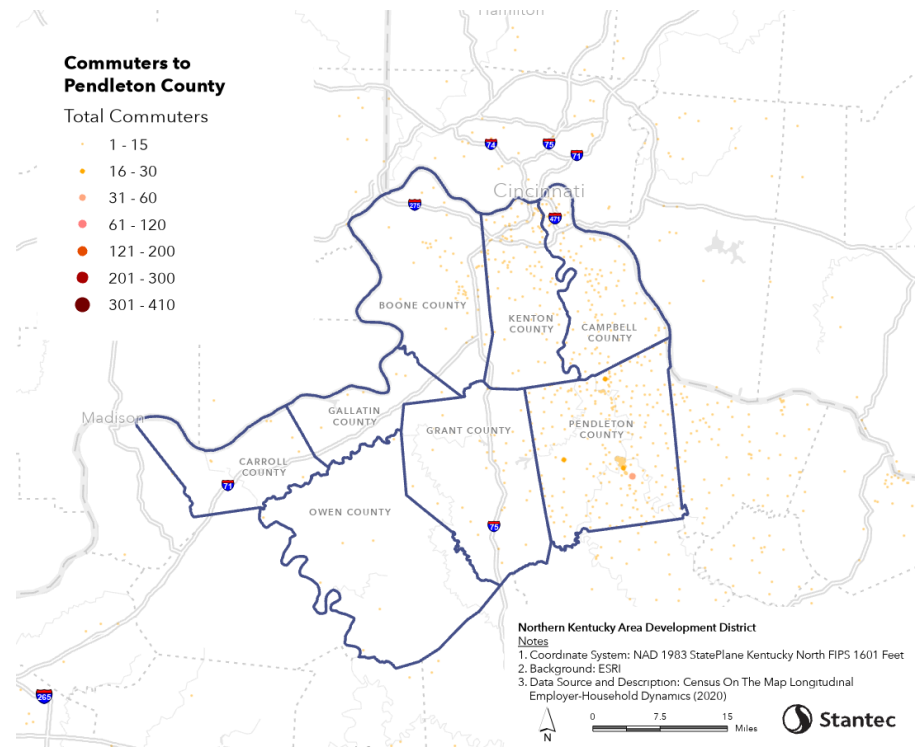 Hamilton
Commuters to
Pendleton County
Total Commuters
1 - 15
16 - 30
31 - 60
61 - 120
121 - 200
201 - 300
301 - 410
74
75
71
Cincinnati
275
471
BOONE COUNTY
KENTON
COUNTY
CAMPBELL
COUNTY
Madison
GALLATIN
COUNTY
GRANT COUNTY
PENDLETON
COUNTY
CARROLL
COUNTY
71
OWEN COUNTY
75
265
Northern Kentucky Area Development District
Notes
1. Coordinate System: NAD 1983 StatePlane Kentucky North FIPS 1601 Feet
2. Background: ESRI
3. Data Source and Description: Census On The Map Longitudinal
Employer-Household Dynamics (2020)
N
0 7.5 15
Miles
Stantec